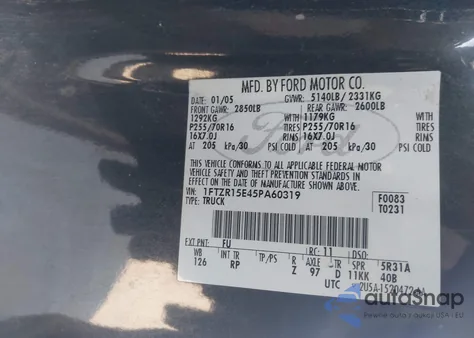 MFD. BY FORD MOTOR CO.
DATE: 01/05 GVWR: 5140LB / 2331KG
FRONT GAWR: 2850LB REAR GAWR: 2600LB
1292KG WITH 1179KG WITH
P255/70R16 TIRES P255/70R16 TIRES
16X7.0J RIMS 16X7.0J RIMS
AT 205 kPa/30 PSI COLD AT 205 kPa/30 PSI COLD
THIS VEHICLE CONFORMS TO ALL APPLICABLE FEDERAL MOTOR
VEHICLE SAFETY STANDARDS IN EFFECT ON THE DATE OF MANUFACTURE
SHOWN ABOVE.
VIN: 1FTZR15E45PA60319 F0083
TYPE: TRUCK T0231
EXT PNT: FU RC: 11 DSO:
WB INT TR TP/PS R AXLE TR SPR 5R31A
126 RP Z 97 D 11KK 40B
UTC
Ford
autoSnap